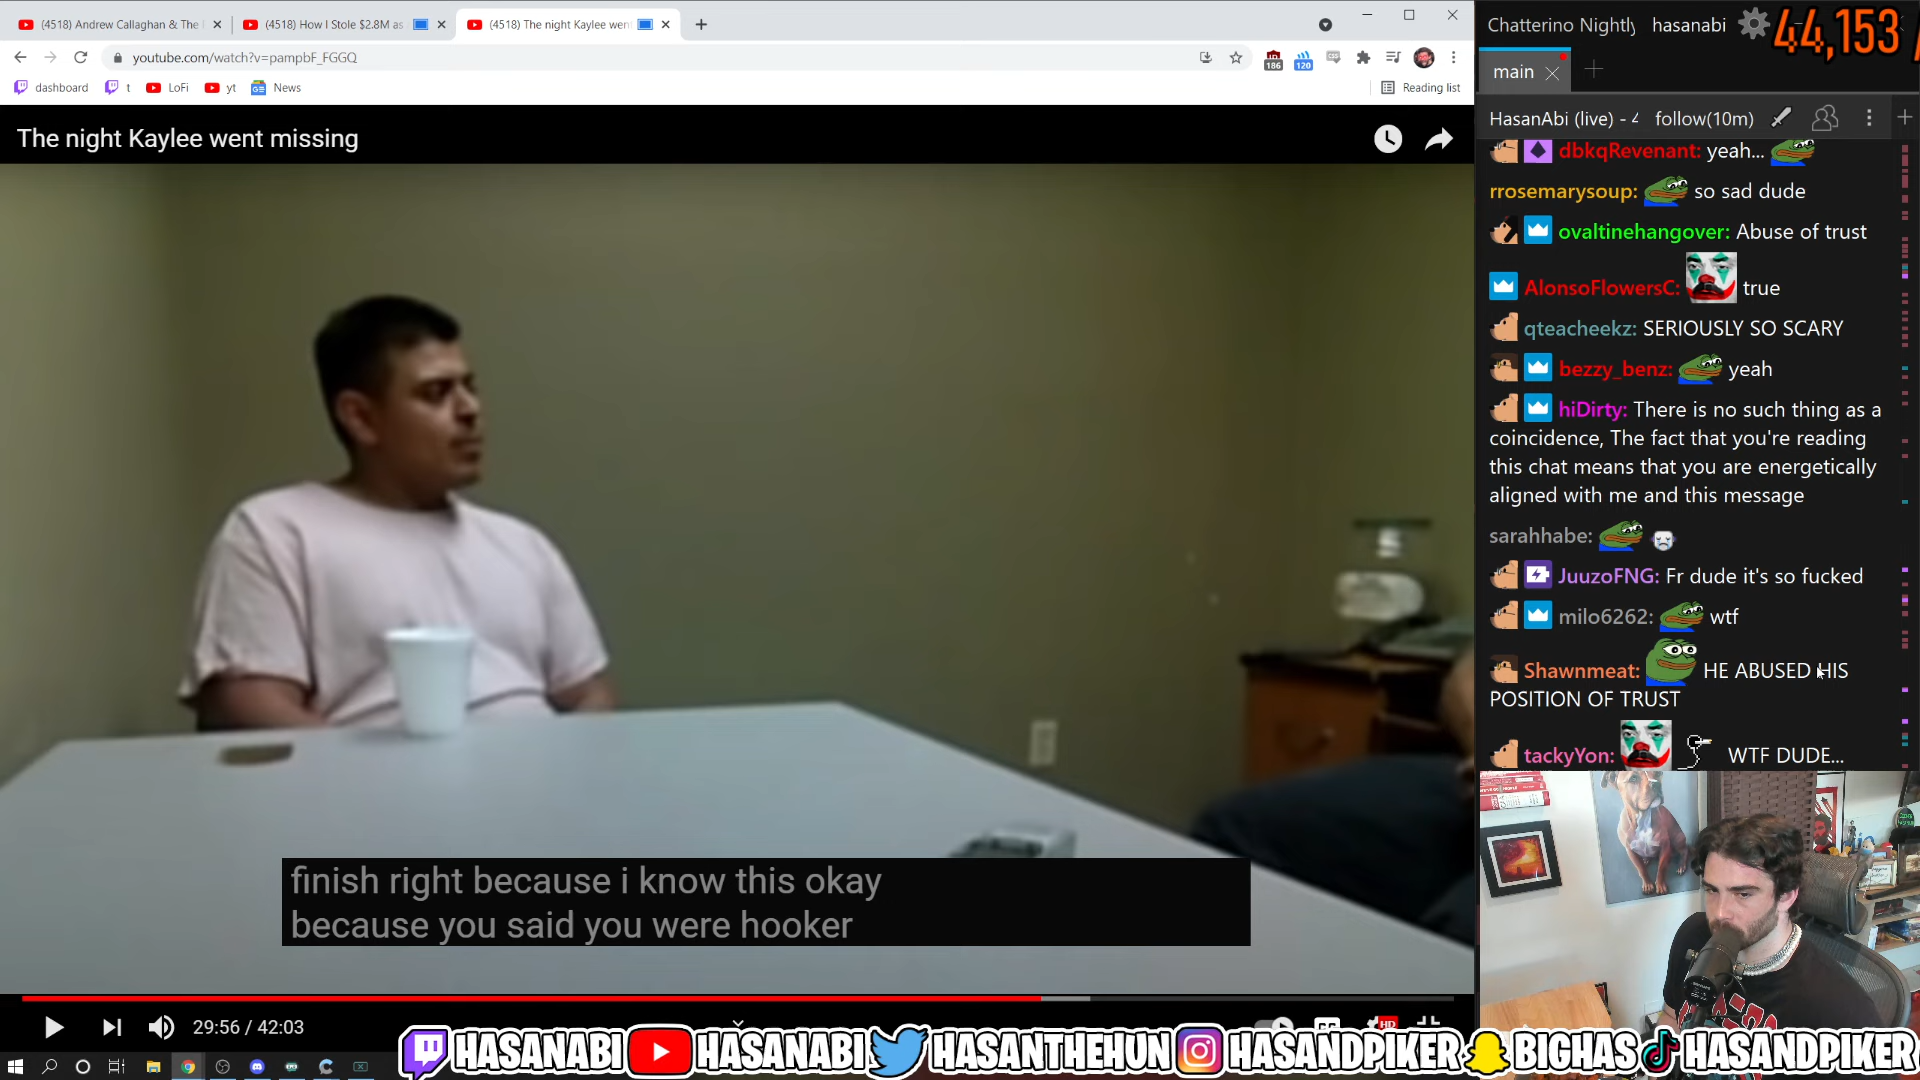 (4518) Andrew Callaghan & The
(4518) How I Stole $2.8M as
(4518) The night Kaylee went
youtube.com/watch?v=pampbF_FGGQ
186
120
dashboard
t
LoFi
yt
News
Reading list
The night Kaylee went missing
finish right because i know this okay
because you said you were hooker
29:56 / 42:03
HD
Chatterino Nightly
hasanabi
44,153 /
main
HasanAbi (live) - 4
follow(10m)
dbkqRevenant: yeah...
rrosemarysoup: so sad dude
ovaltinehangover: Abuse of trust
AlonsoFlowersC: true
qteacheekz: SERIOUSLY SO SCARY
bezzy_benz: yeah
hiDirty: There is no such thing as a
coincidence, The fact that you're reading
this chat means that you are energetically
aligned with me and this message
sarahhabe:
JuuzoFNG: Fr dude it's so fucked
milo6262: wtf
Shawnmeat: HE ABUSED HIS
POSITION OF TRUST
tackyYon: WTF DUDE...
HASANABI
HASANABI
HASANTHEHUN
HASANDPIKER
BIGHAS
HASANDPIKER